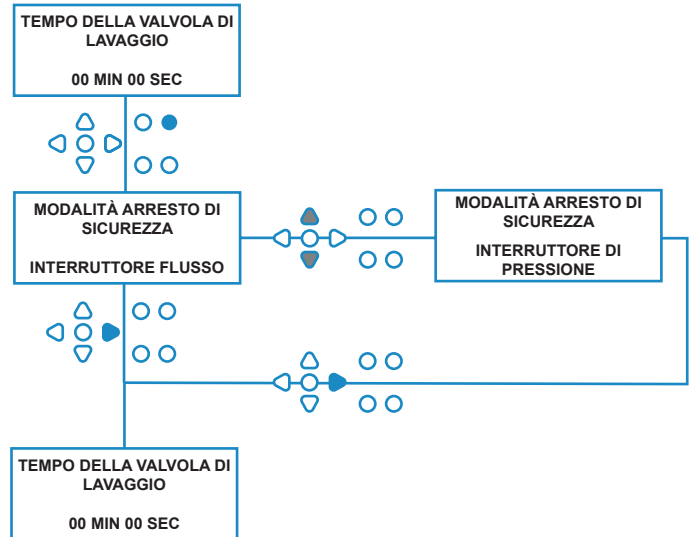 TEMPO DELLA VALVOLA DI
LAVAGGIO
00 MIN 00 SEC
MODALITÀ ARRESTO DI
SICUREZZA
INTERRUTTORE FLUSSO
MODALITÀ ARRESTO DI
SICUREZZA
INTERRUTTORE DI
PRESSIONE
TEMPO DELLA VALVOLA DI
LAVAGGIO
00 MIN 00 SEC